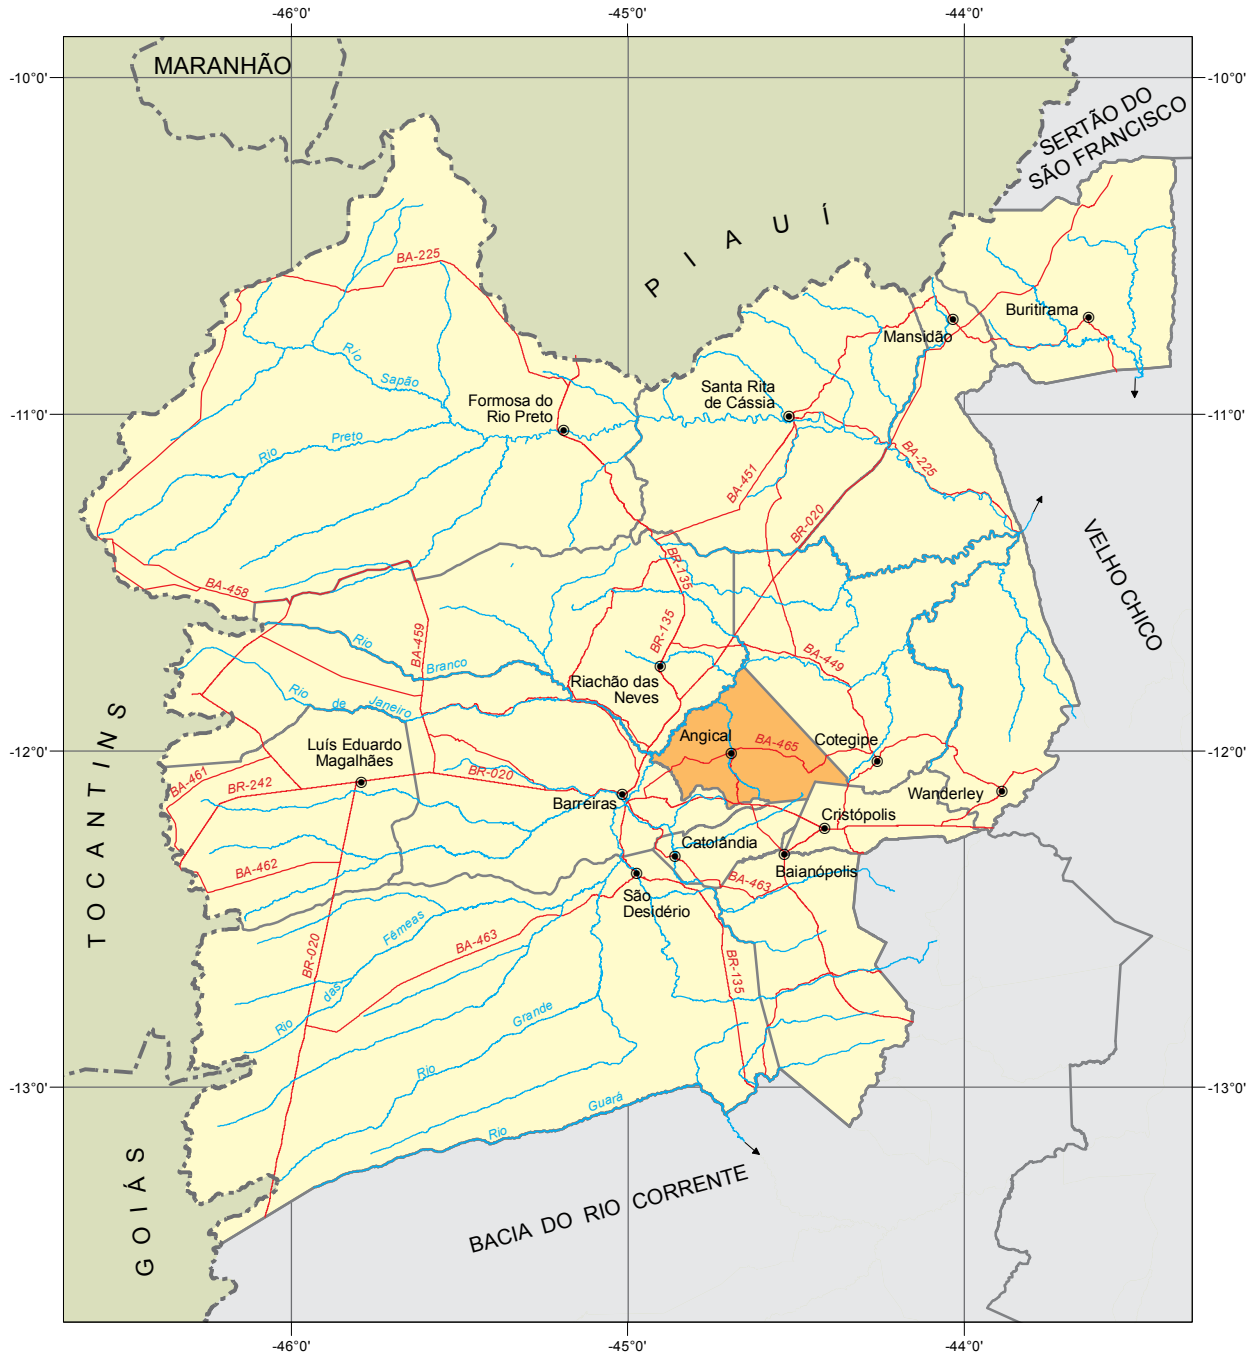 -46°0'
-45°0'
-44°0'
-10°0'
-10°0'
MARANHÃO
SERTÃO DO
SÃO FRANCISCO
PIAUÍ
BA-225
Buritirama
Mansidão
Rio
Sapão
Santa Rita
de Cássia
Formosa do
Rio Preto
-11°0'
-11°0'
Rio
Preto
BA-451
BA-225
BR-020
VELHO CHICO
BR-135
BA-458
BA-459
BR-135
Rio
Branco
BA-449
Riachão das
Neves
Rio
de
Janeiro
TOCANTINS
Angical
BA-465
Cotegipe
-12°0'
-12°0'
Luís Eduardo
Magalhães
BA-461
BR-242
BR-020
Barreiras
Wanderley
Cristópolis
Catolândia
Baianópolis
BA-462
BA-463
São
Desidério
Fêmeas
BA-463
BR-020
BR-135
das
Rio
Grande
Rio
-13°0'
-13°0'
Guará
Rio
GOIÁS
BACIA DO RIO CORRENTE
-46°0'
-45°0'
-44°0'